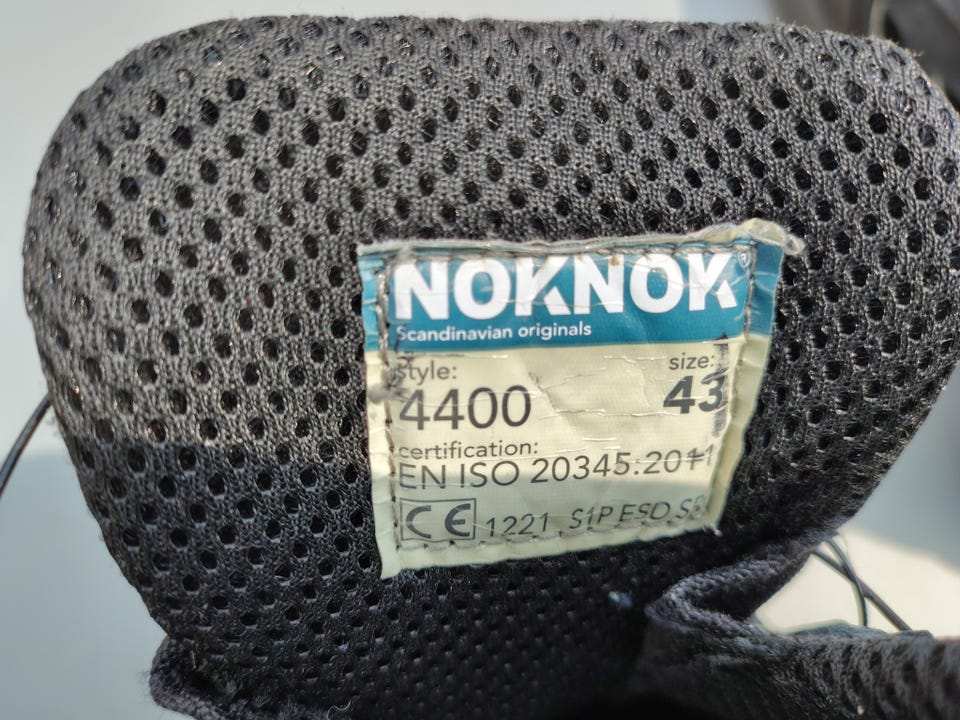 NOKNOK®
Scandinavian originals
style:
4400
size:
43
certification:
EN ISO 20345:2011
CE 1221 S1P ESD